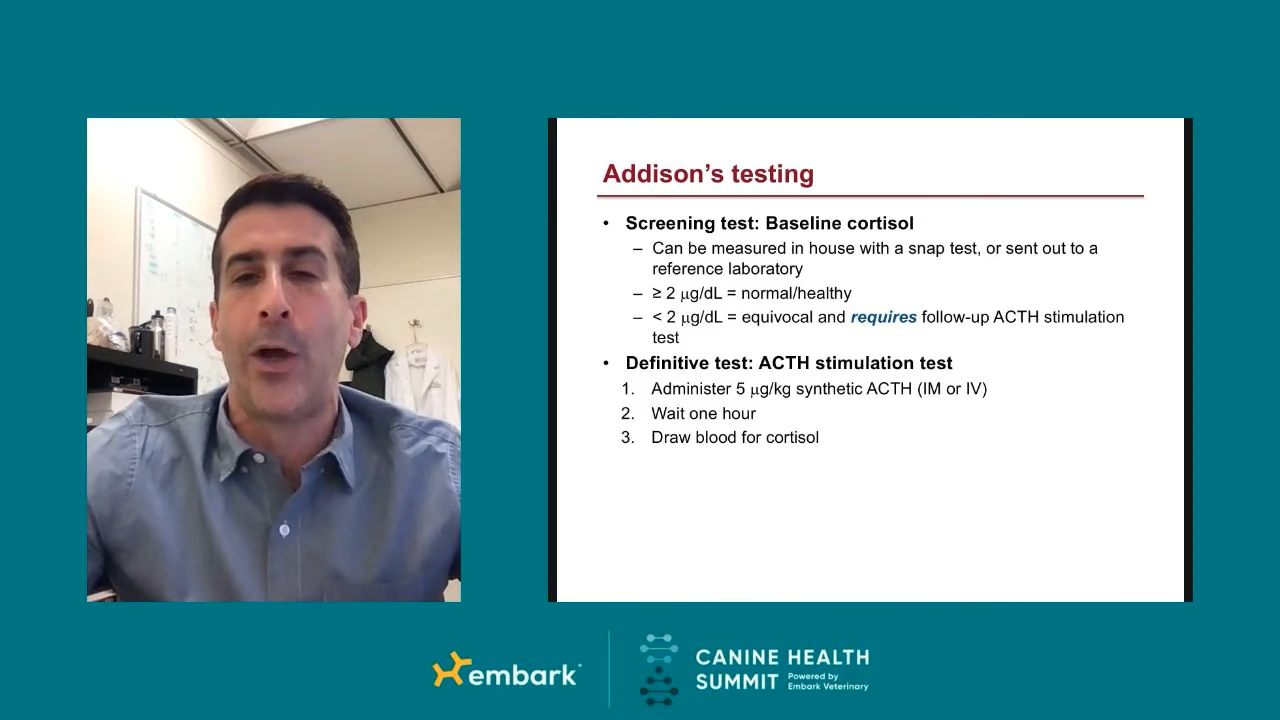 Addison's testing
• Screening test: Baseline cortisol
– Can be measured in house with a snap test, or sent out to a
reference laboratory
– ≥ 2 μg/dL = normal/healthy
– < 2 μg/dL = equivocal and requires follow-up ACTH stimulation
test
• Definitive test: ACTH stimulation test
1. Administer 5 μg/kg synthetic ACTH (IM or IV)
2. Wait one hour
3. Draw blood for cortisol
embark
CANINE HEALTH
SUMMIT Powered by
Embark Veterinary